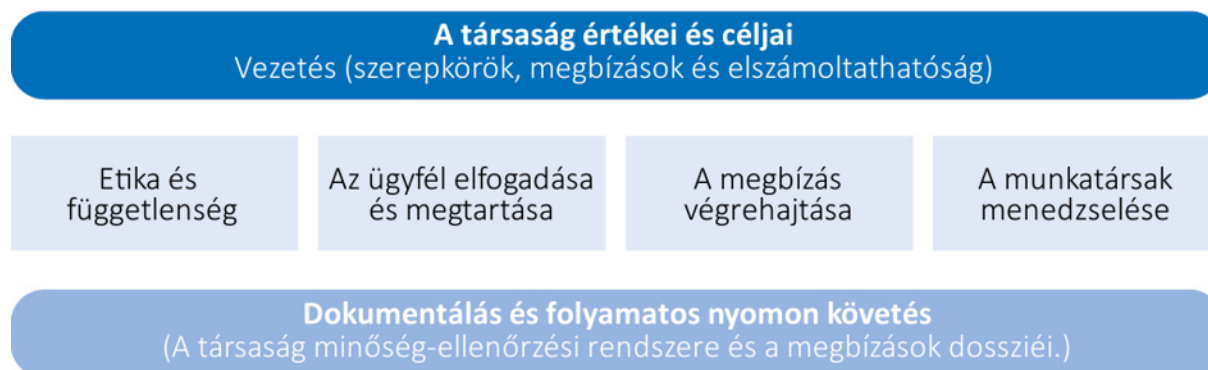 A társaság értékei és céljai
Vezetés (szerepkörök, megbízások és elszámoltathatóság)
Etika és
függetlenség
Az ügyfél elfogadása
és megtartása
A megbízás
végrehajtása
A munkatársak
menedzselése
Dokumentálás és folyamatos nyomon követés
(A társaság minőség-ellenőrzési rendszere és a megbízások dossziéi.)